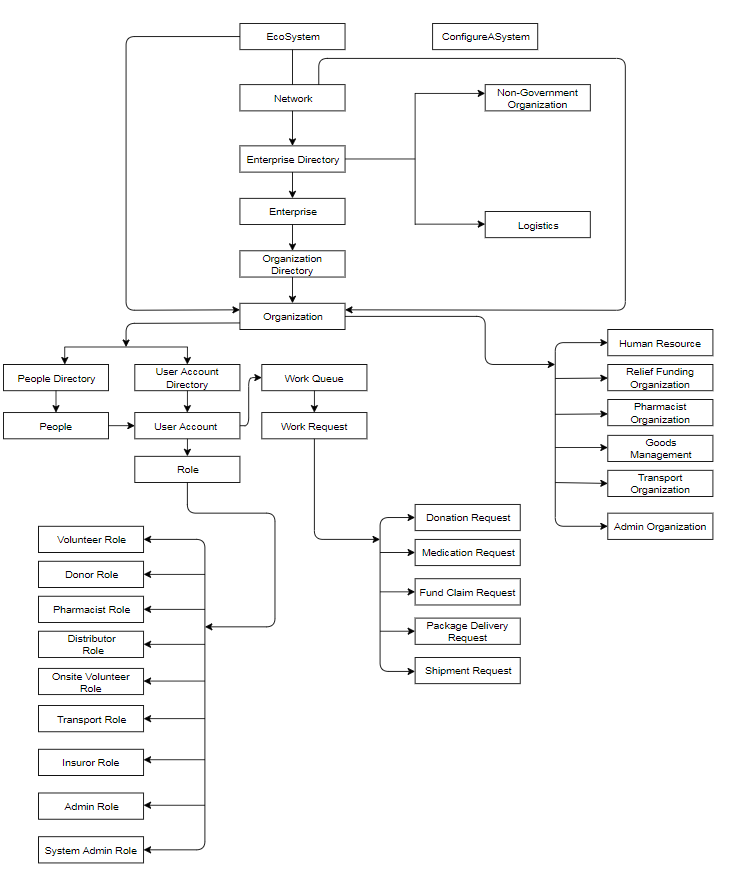 EcoSystem
ConfigureASystem
Network
Non-Government
Organization
Enterprise Directory
Enterprise
Logistics
Organization
Directory
Organization
Human Resource
People Directory
User Account
Directory
Work Queue
Relief Funding
Organization
Pharmacist
Organization
People
User Account
Work Request
Goods
Management
Role
Transport
Organization
Donation Request
Admin Organization
Volunteer Role
Medication Request
Donor Role
Fund Claim Request
Pharmacist Role
Package Delivery
Request
Distributor
Role
Shipment Request
Onsite Volunteer
Role
Transport Role
Insuror Role
Admin Role
System Admin Role